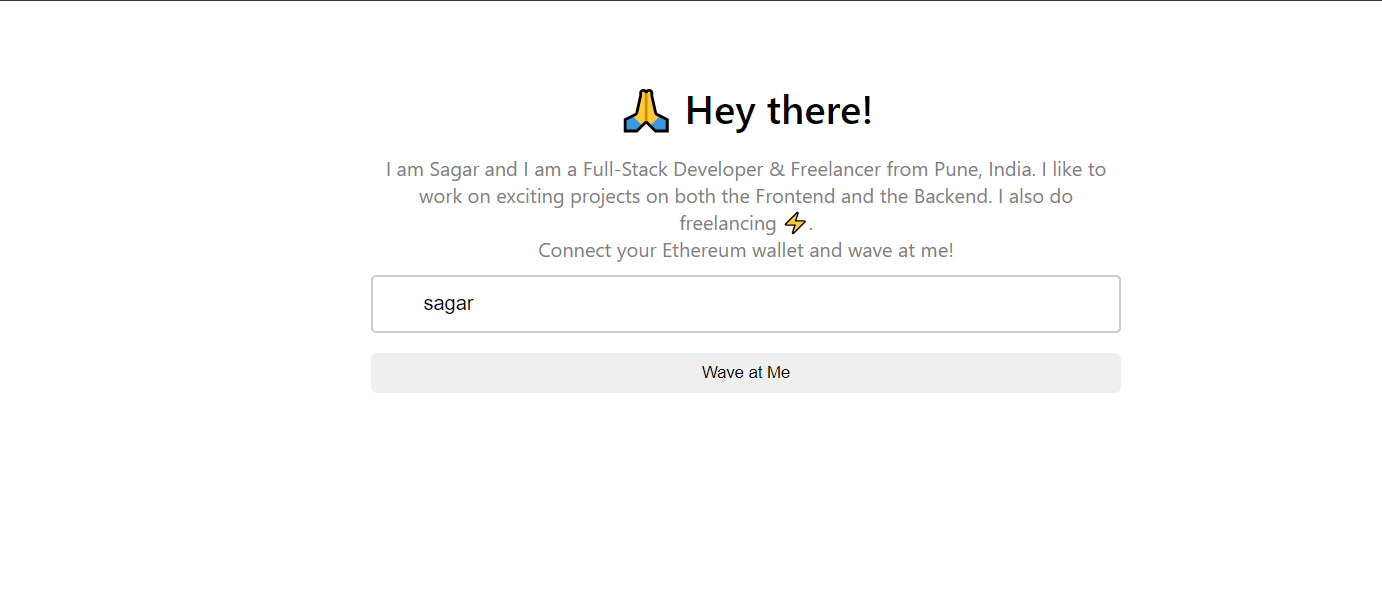 🙏 Hey there!
I am Sagar and I am a Full-Stack Developer & Freelancer from Pune, India. I like to
work on exciting projects on both the Frontend and the Backend. I also do
freelancing ⚡.
Connect your Ethereum wallet and wave at me!
sagar
Wave at Me